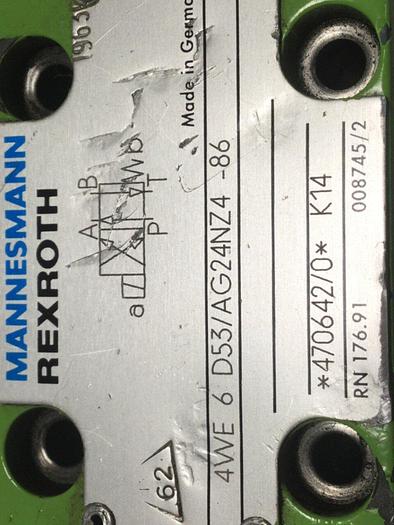 MANNESMANN
REXROTH
A B
a b
P T
Made in Germa
4WE 6 D53/AG24NZ4 -86
*470642/0* K14
RN 176.91 008745/2
62